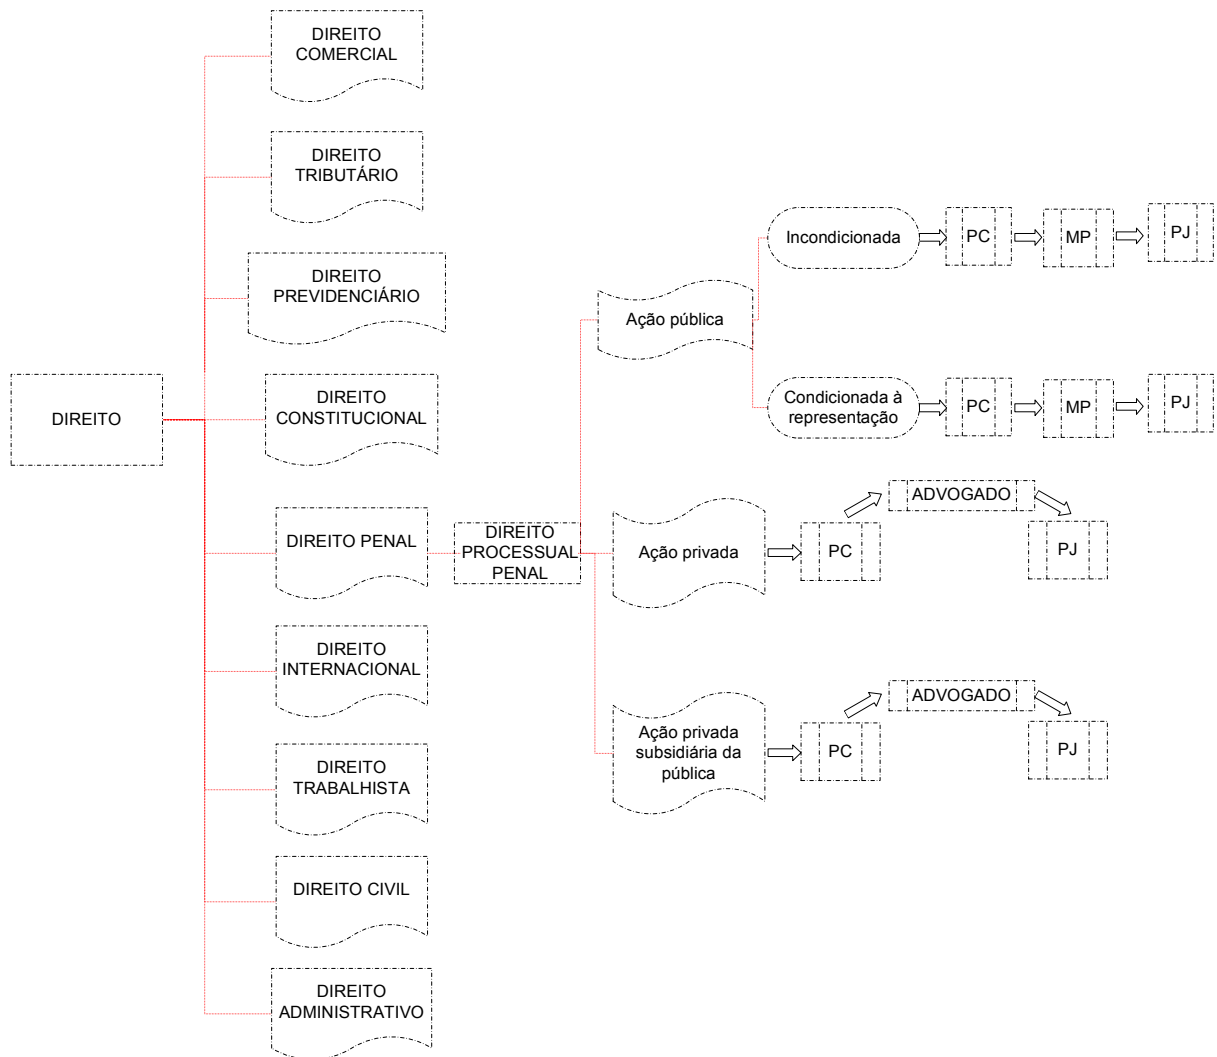 DIREITO
COMERCIAL
DIREITO
TRIBUTÁRIO
DIREITO
PREVIDENCIÁRIO
DIREITO
DIREITO
CONSTITUCIONAL
DIREITO PENAL
DIREITO
PROCESSUAL
PENAL
DIREITO
INTERNACIONAL
DIREITO
TRABALHISTA
DIREITO CIVIL
DIREITO
ADMINISTRATIVO
Ação pública
Incondicionada
PC
MP
PJ
Condicionada à
representação
PC
MP
PJ
Ação privada
PC
ADVOGADO
PJ
Ação privada
subsidiária da
pública
PC
ADVOGADO
PJ